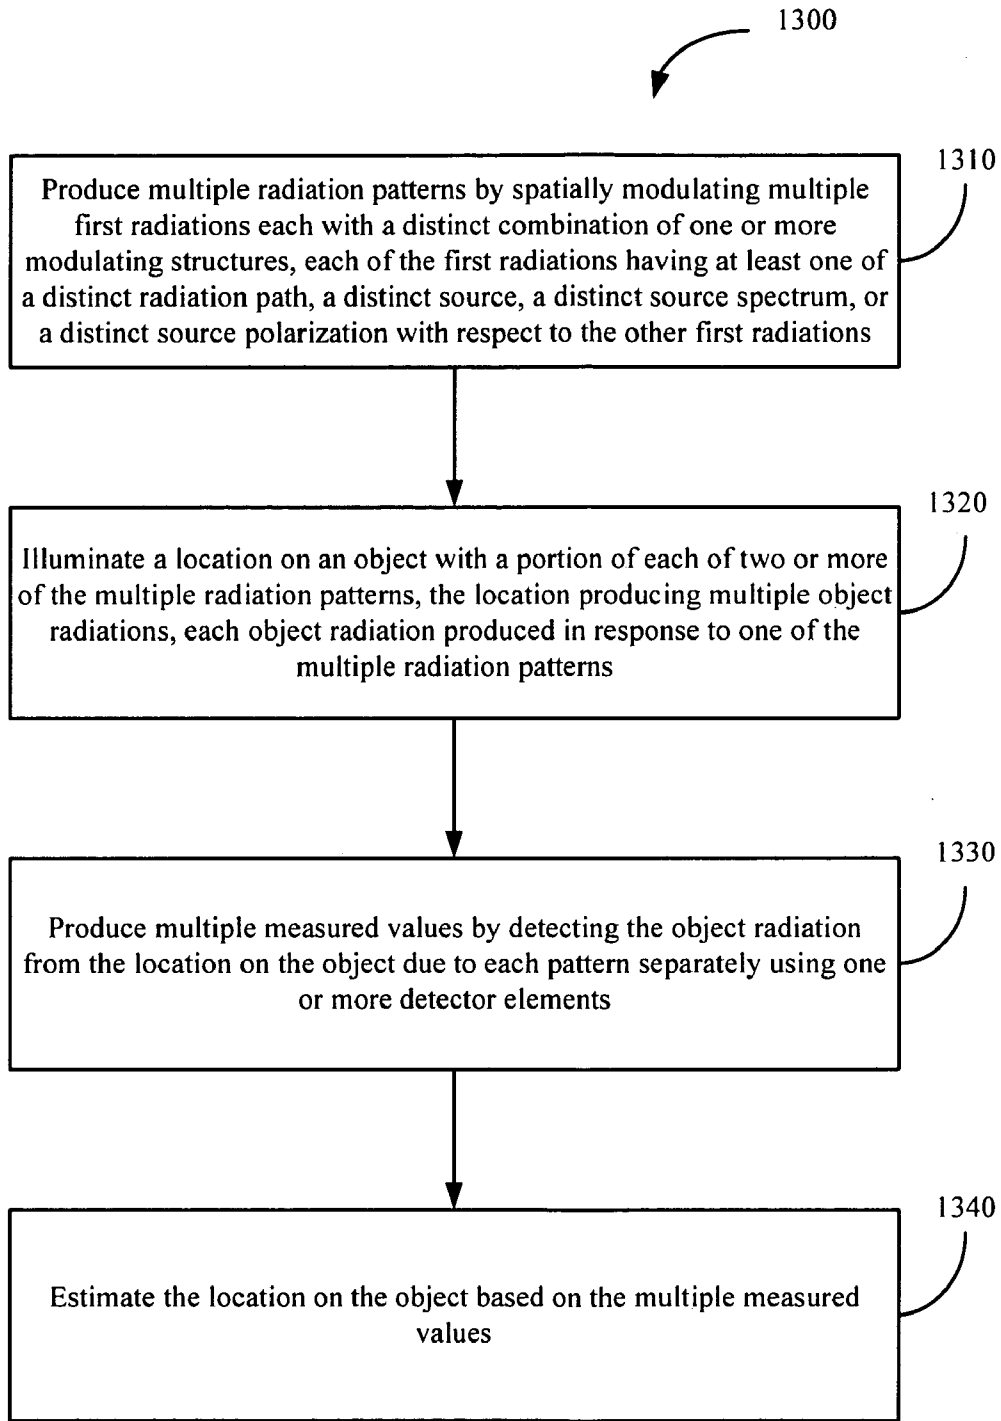 1300
1310
Produce multiple radiation patterns by spatially modulating multiple
first radiations each with a distinct combination of one or more
modulating structures, each of the first radiations having at least one of
a distinct radiation path, a distinct source, a distinct source spectrum, or
a distinct source polarization with respect to the other first radiations
1320
Illuminate a location on an object with a portion of each of two or more
of the multiple radiation patterns, the location producing multiple object
radiations, each object radiation produced in response to one of the
multiple radiation patterns
1330
Produce multiple measured values by detecting the object radiation
from the location on the object due to each pattern separately using one
or more detector elements
1340
Estimate the location on the object based on the multiple measured
values